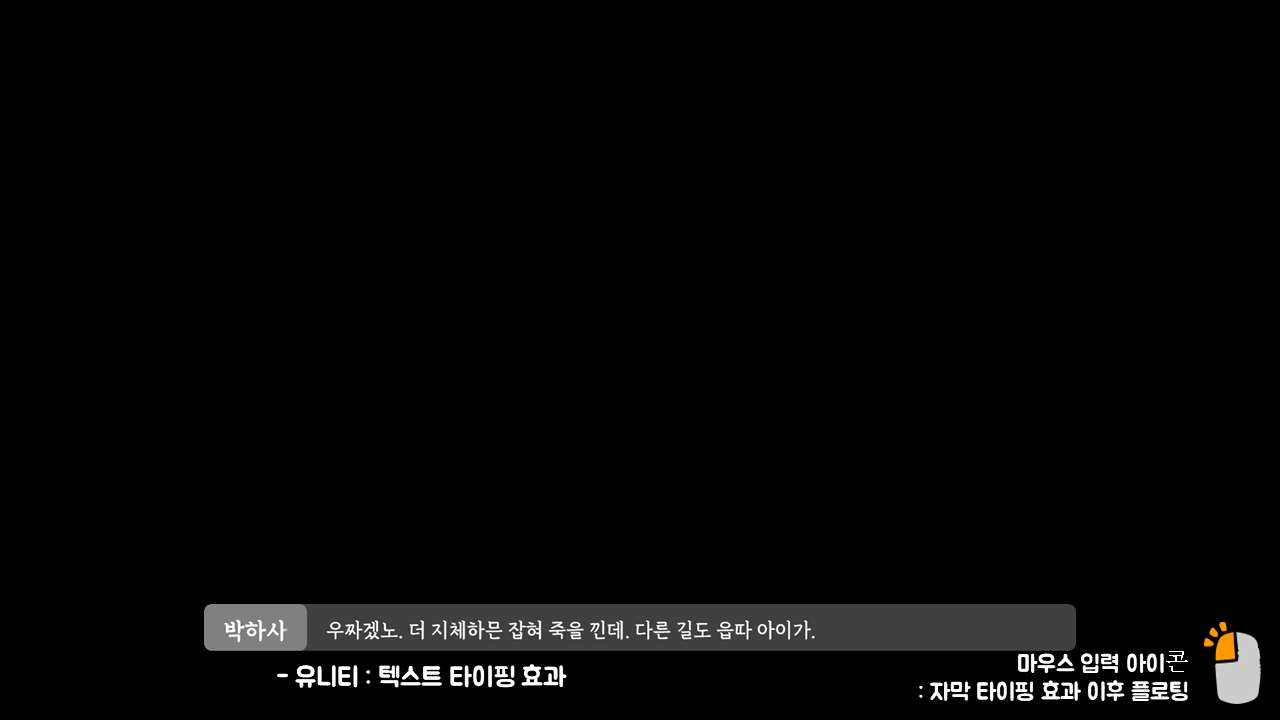 박하사
우짜겠노. 더 지체하믄 잡혀 죽을 낀데. 다른 길도 읍따 아이가.
- 유니티 : 텍스트 타이핑 효과
마우스 입력 아이콘
: 자막 타이핑 효과 이후 플로팅